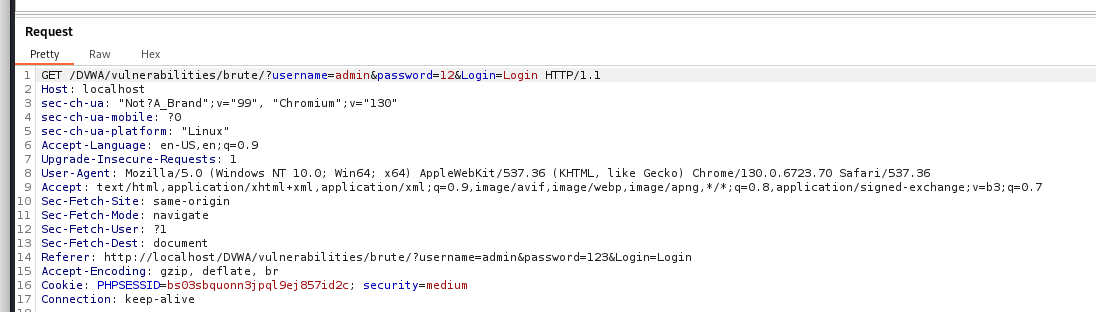 Request
Pretty Raw Hex
1 GET /DVWA/vulnerabilities/brute/?username=admin&password=12&Login=Login HTTP/1.1
2 Host: localhost
3 sec-ch-ua: "Not?A_Brand";v="99", "Chromium";v="130"
4 sec-ch-ua-mobile: ?0
5 sec-ch-ua-platform: "Linux"
6 Accept-Language: en-US,en;q=0.9
7 Upgrade-Insecure-Requests: 1
8 User-Agent: Mozilla/5.0 (Windows NT 10.0; Win64; x64) AppleWebKit/537.36 (KHTML, like Gecko) Chrome/130.0.6723.70 Safari/537.36
9 Accept: text/html,application/xhtml+xml,application/xml;q=0.9,image/avif,image/webp,image/apng,*/*;q=0.8,application/signed-exchange;v=b3;q=0.7
10 Sec-Fetch-Site: same-origin
11 Sec-Fetch-Mode: navigate
12 Sec-Fetch-User: ?1
13 Sec-Fetch-Dest: document
14 Referer: http://localhost/DVWA/vulnerabilities/brute/?username=admin&password=123&Login=Login
15 Accept-Encoding: gzip, deflate, br
16 Cookie: PHPSESSID=bs03sbquonn3jpql9ej857id2c; security=medium
17 Connection: keep-alive
18